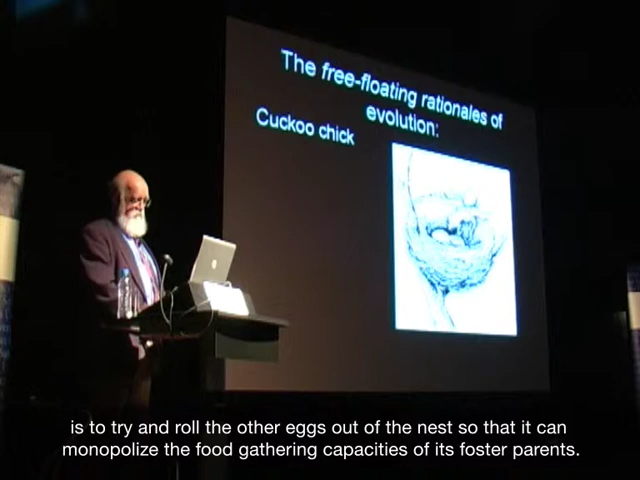 The free-floating rationales of
evolution:
Cuckoo chick
is to try and roll the other eggs out of the nest so that it can
monopolize the food gathering capacities of its foster parents.